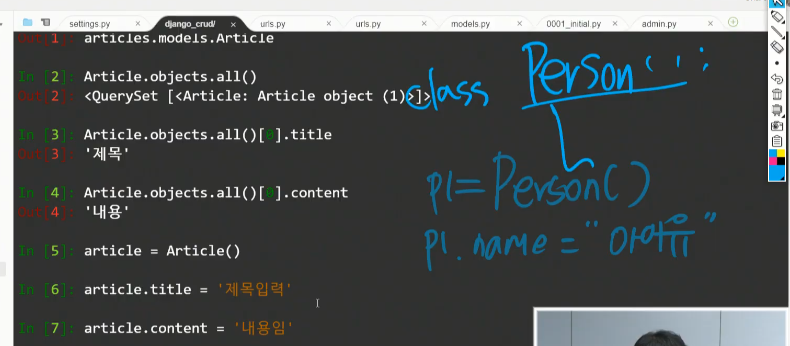 settings.py × django_crud/ × urls.py × urls.py × models.py × 0001_initial.py × admin.py ×
Out[1]: articles.models.Article
In [2]: Article.objects.all()
Out[2]: <QuerySet [<Article: Article object (1)>]>
In [3]: Article.objects.all()[0].title
Out[3]: '제목'
In [4]: Article.objects.all()[0].content
Out[4]: '내용'
In [5]: article = Article()
In [6]: article.title = '제목입력'
In [7]: article.content = '내용임'
class Person():
p1=Person()
p1.name="아이유"